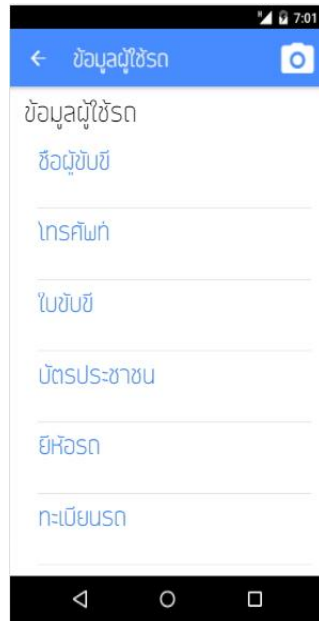 7:01
ข้อมูลผู้ใช้รถ
ข้อมูลผู้ใช้รถ
ชื่อผู้ขับขี่
โทรศัพท์
ใบขับขี่
บัตรประชาชน
ยี่ห้อรถ
ทะเบียนรถ